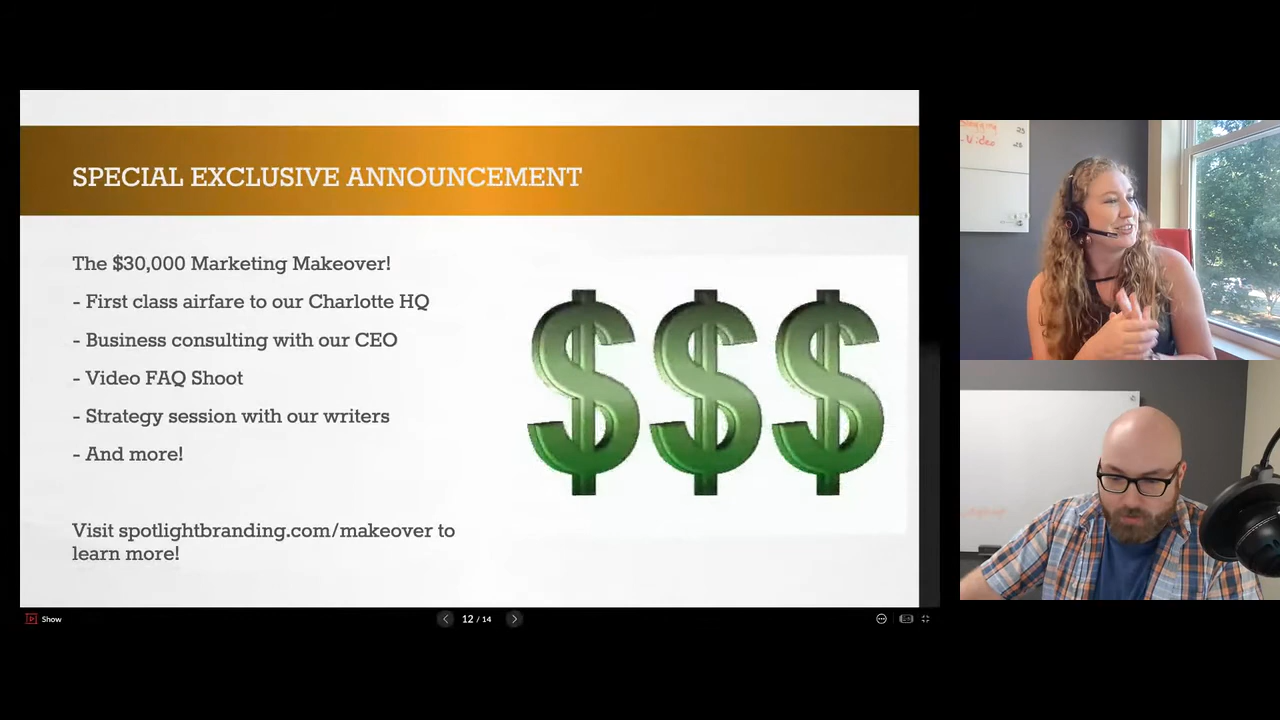 SPECIAL EXCLUSIVE ANNOUNCEMENT
The $30,000 Marketing Makeover!
- First class airfare to our Charlotte HQ
- Business consulting with our CEO
- Video FAQ Shoot
- Strategy session with our writers
- And more!
Visit spotlightbranding.com/makeover to
learn more!
$$$
Show
12 / 14
- Video